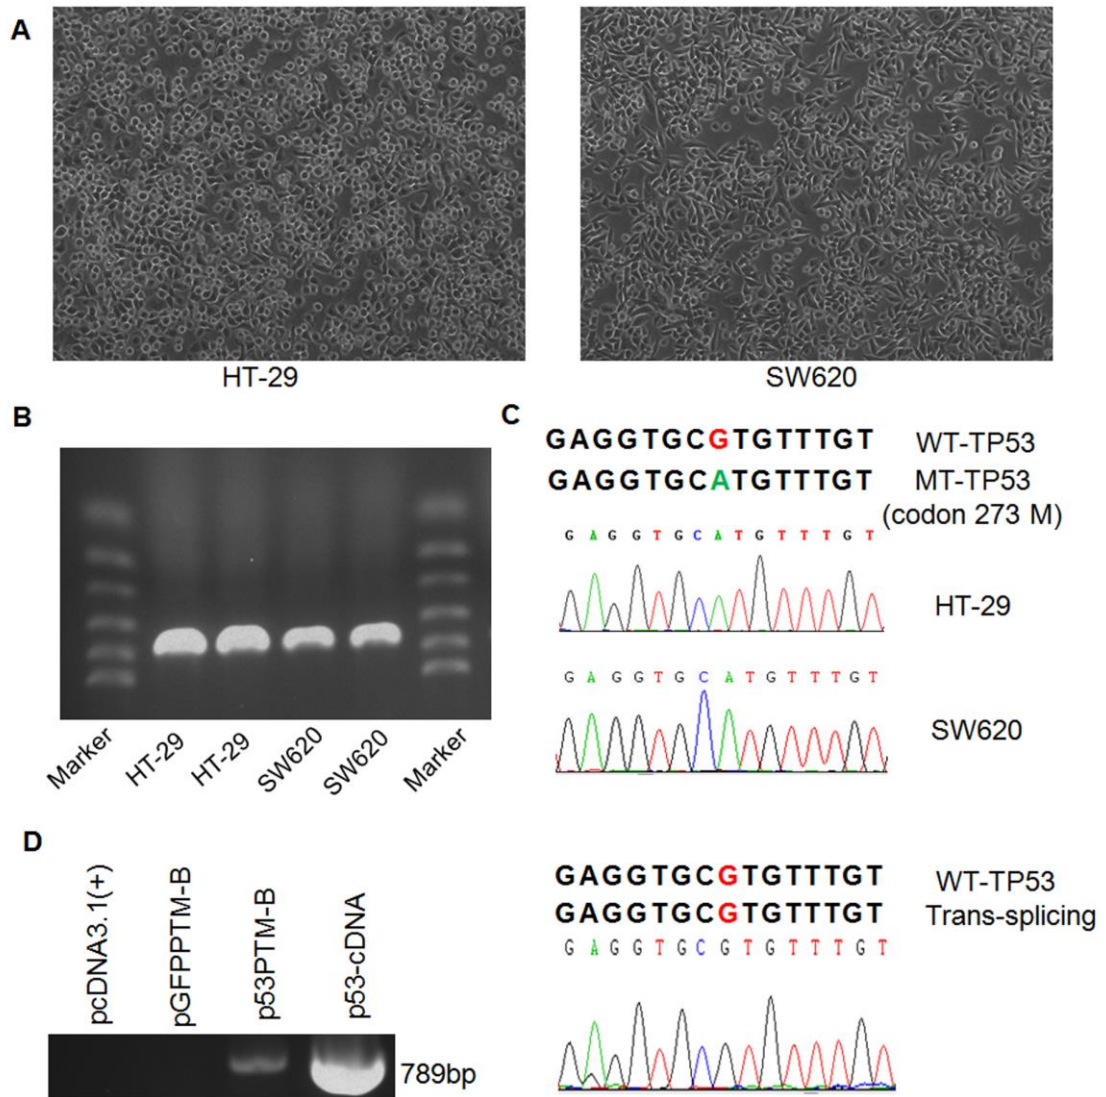 A
HT-29
SW620
B
Marker
HT-29
HT-29
SW620
SW620
Marker
C
GAGGTGCGTGTTTGT WT-TP53
GAGGTGCATGTTTGT MT-TP53
(codon 273 M)
G A G G T G C A T G T T T G T
HT-29
G A G G T G C A T G T T T G T
SW620
D
pcDNA3.1(+)
pGFPPTM-B
p53PTM-B
p53-cDNA
789bp
GAGGTGCGTGTTTGT WT-TP53
GAGGTGCGTGTTTGT Trans-splicing
G A G G T G C G T G T T T G T